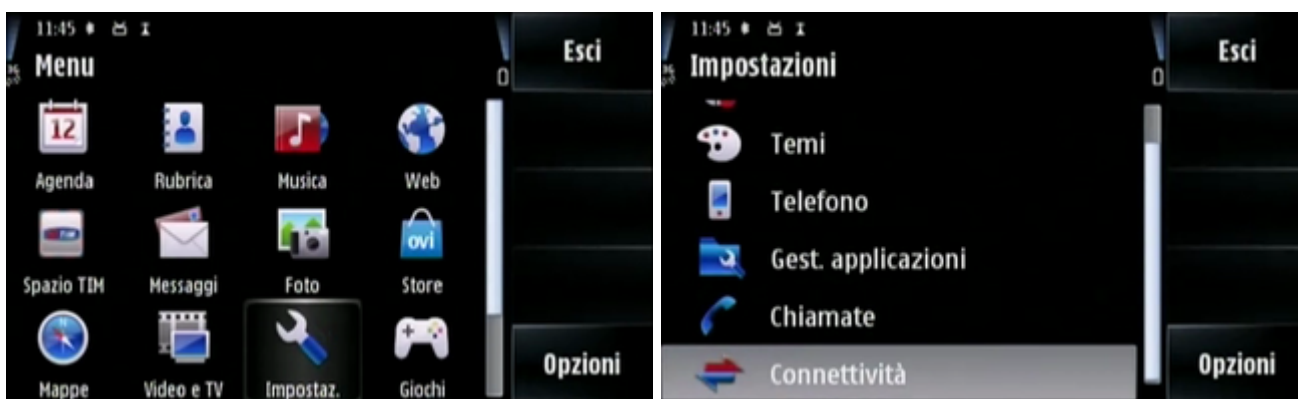 11:45
Menu
Esci
12
Agenda
Rubrica
Musica
Web
TIM
ovi
Spazio TIM
Messaggi
Foto
Store
Mappe
Video e TV
Impostaz.
Giochi
Opzioni
11:45
Impostazioni
Esci
Temi
Telefono
Gest. applicazioni
Chiamate
Connettività
Opzioni